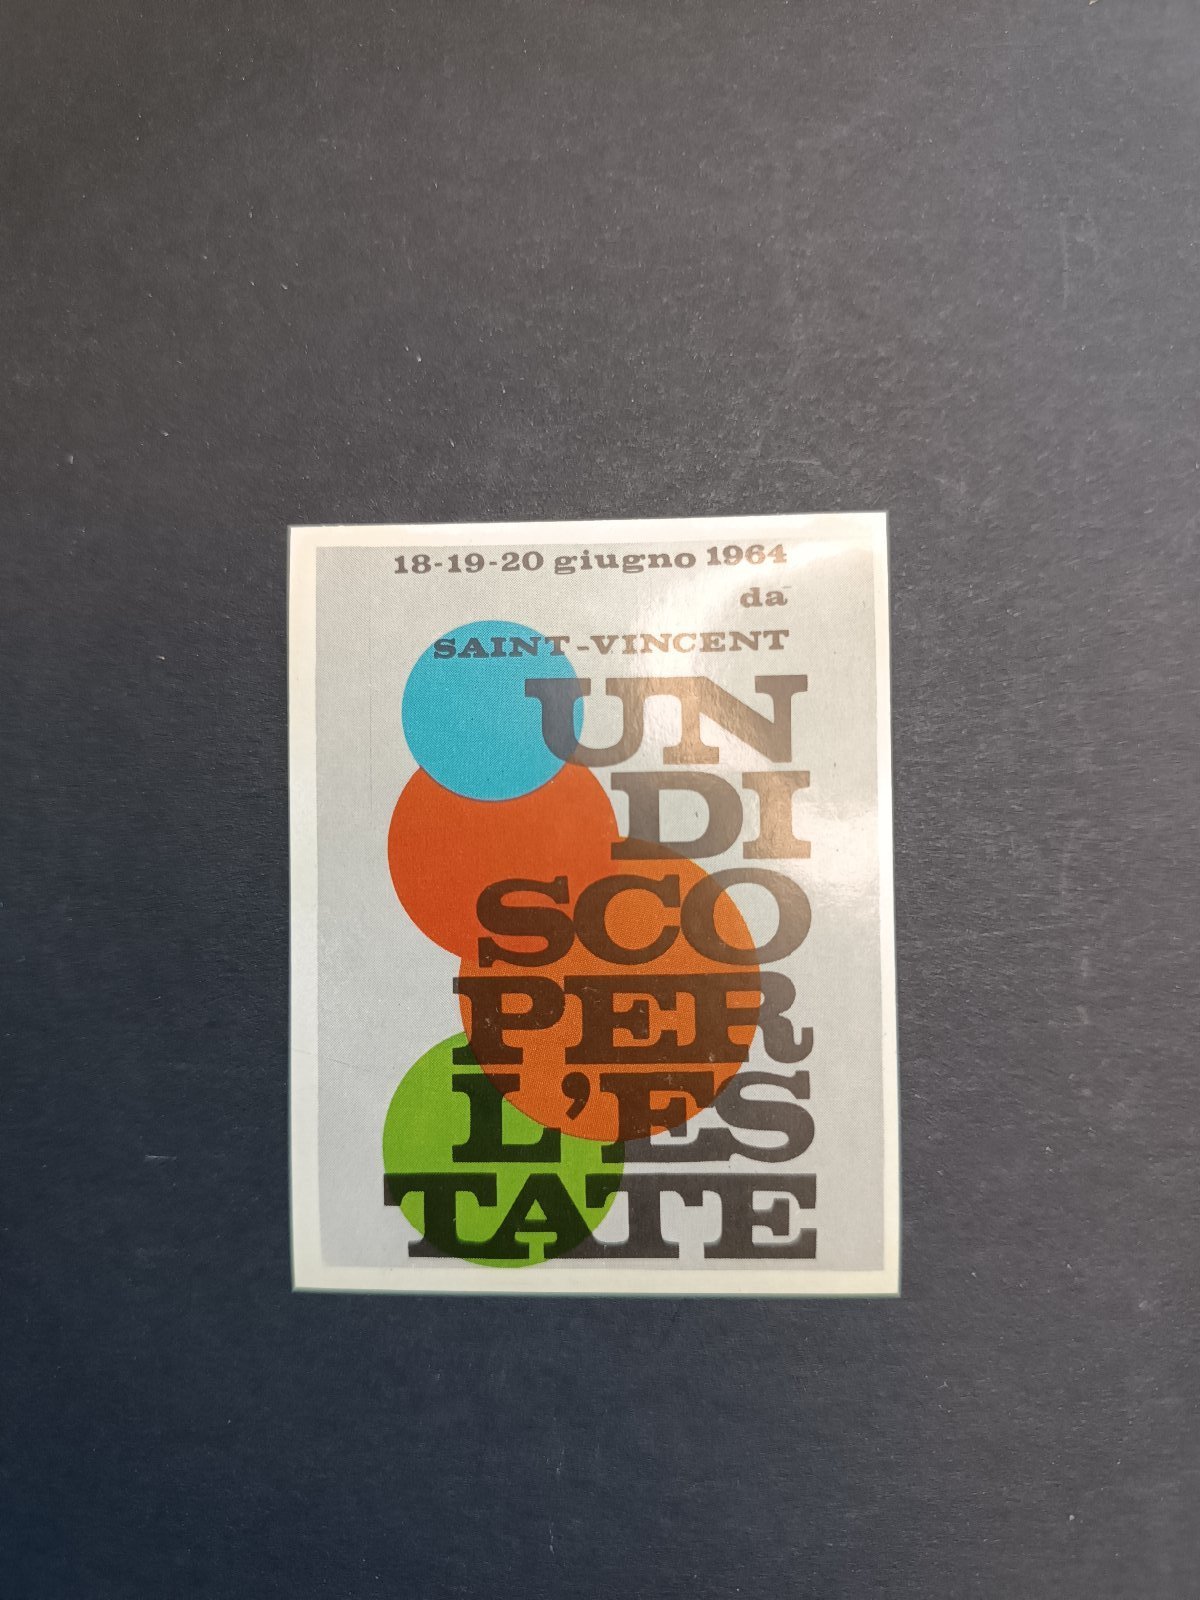 18-19-20 giugno 1964
da
SAINT-VINCENT
UN
DI
SCO
PER
L'ES
TATE